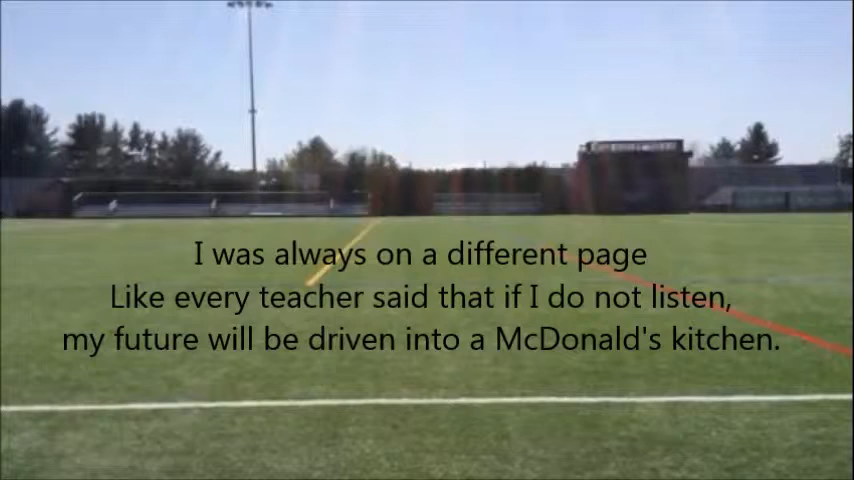 I was always on a different page
Like every teacher said that if I do not listen,
my future will be driven into a McDonald's kitchen.